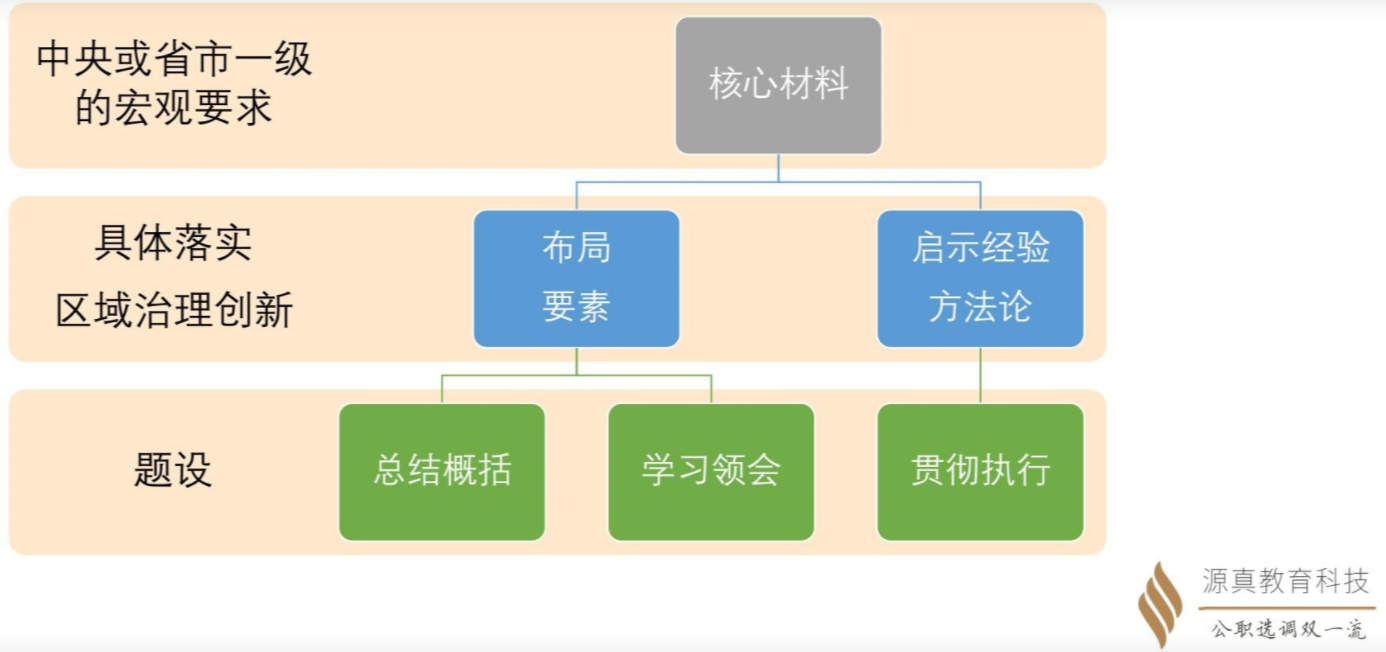 中央或省市一级
的宏观要求
核心材料
具体落实
区域治理创新
布局
要素
启示经验
方法论
题设
总结概括
学习领会
贯彻执行
源真教育科技
公职选调双一流